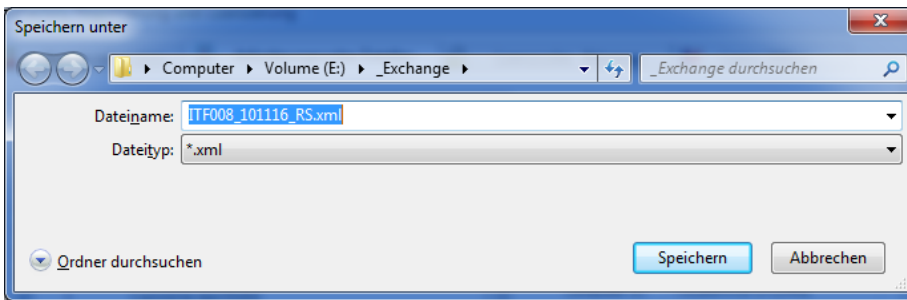 Speichern unter
Computer Volume (E:) _Exchange _Exchange durchsuchen
Dateiname: ITF008_101116_RS.xml
Dateityp: *.xml
Ordner durchsuchen Speichern Abbrechen